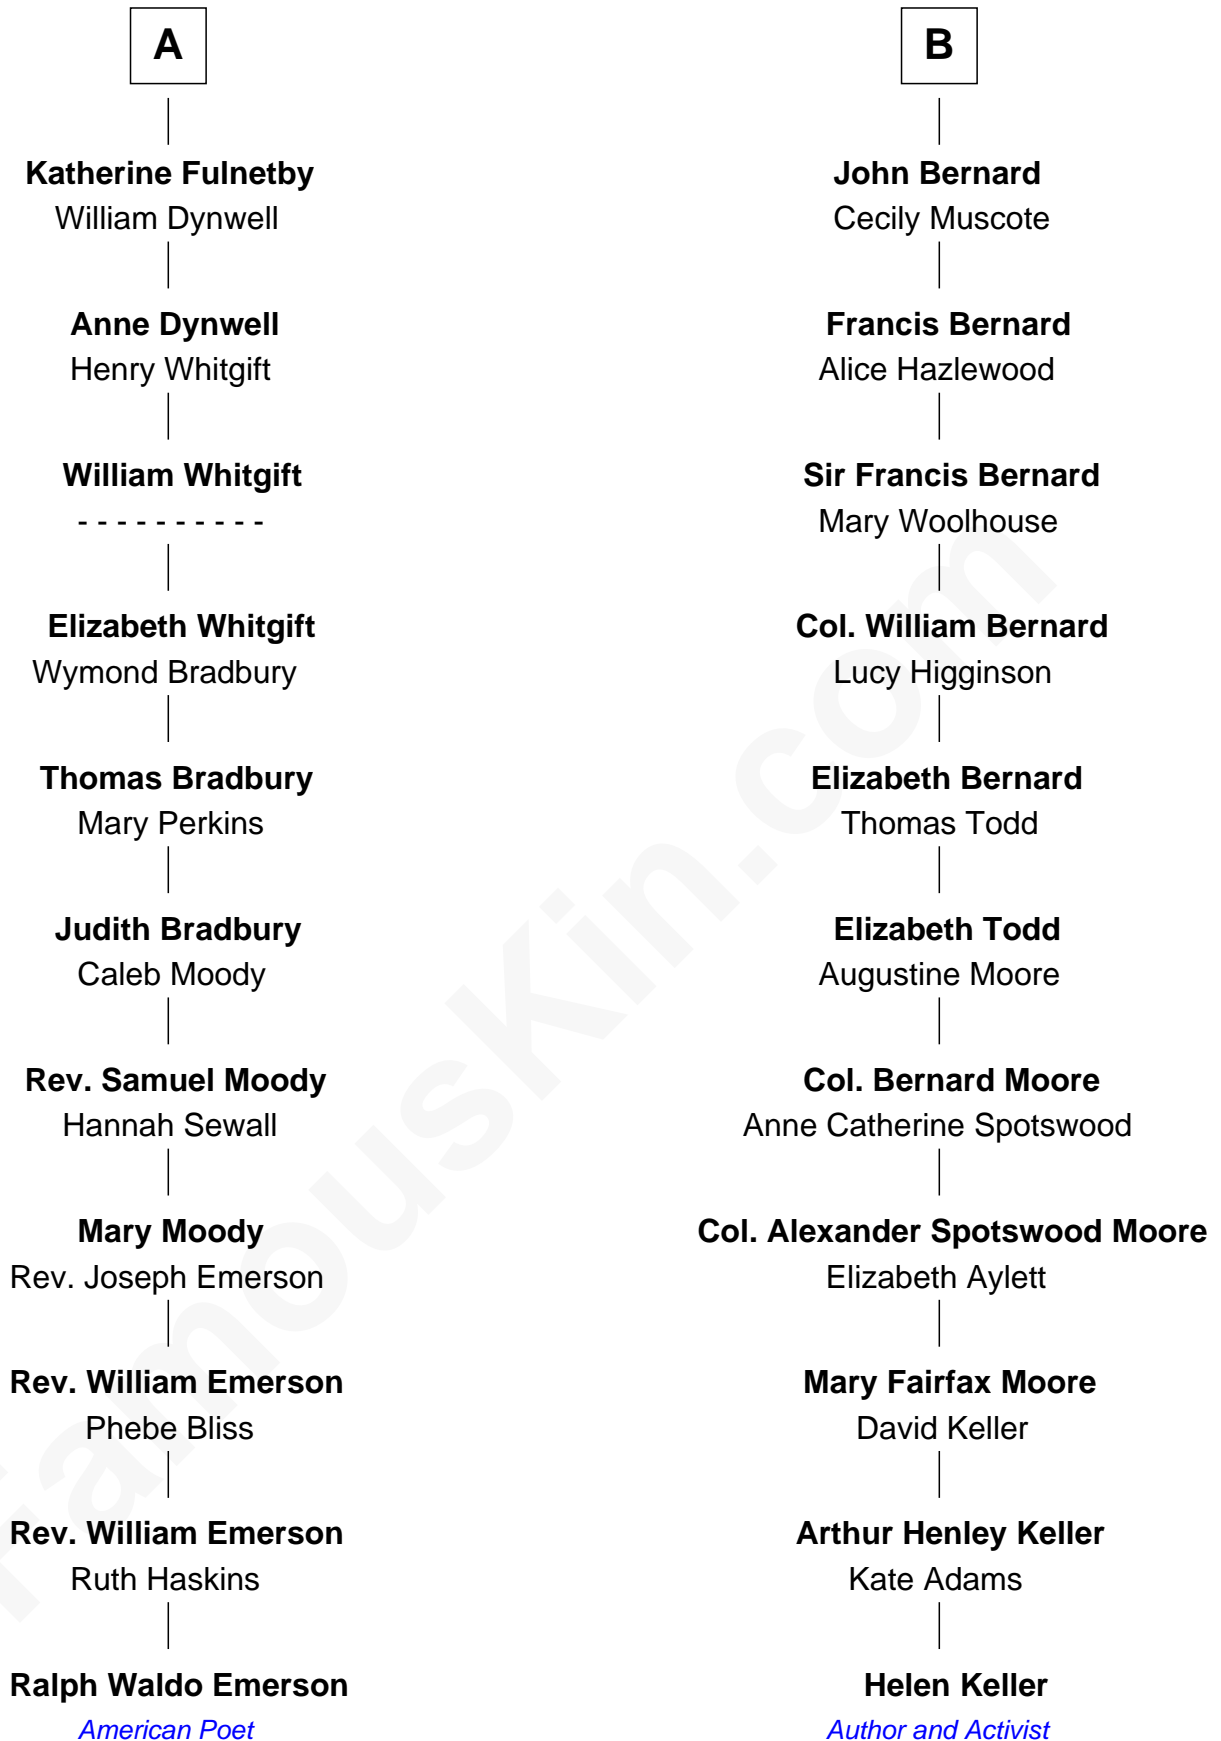 A
Katherine Fulnetby
William Dynwell
Anne Dynwell
Henry Whitgift
William Whitgift
- - - - - - - - - -
Elizabeth Whitgift
Wymond Bradbury
Thomas Bradbury
Mary Perkins
Judith Bradbury
Caleb Moody
Rev. Samuel Moody
Hannah Sewall
Mary Moody
Rev. Joseph Emerson
Rev. William Emerson
Phebe Bliss
Rev. William Emerson
Ruth Haskins
Ralph Waldo Emerson
American Poet
B
John Bernard
Cecily Muscote
Francis Bernard
Alice Hazlewood
Sir Francis Bernard
Mary Woolhouse
Col. William Bernard
Lucy Higginson
Elizabeth Bernard
Thomas Todd
Elizabeth Todd
Augustine Moore
Col. Bernard Moore
Anne Catherine Spotswood
Col. Alexander Spotswood Moore
Elizabeth Aylett
Mary Fairfax Moore
David Keller
Arthur Henley Keller
Kate Adams
Helen Keller
Author and Activist
FamousKin.com